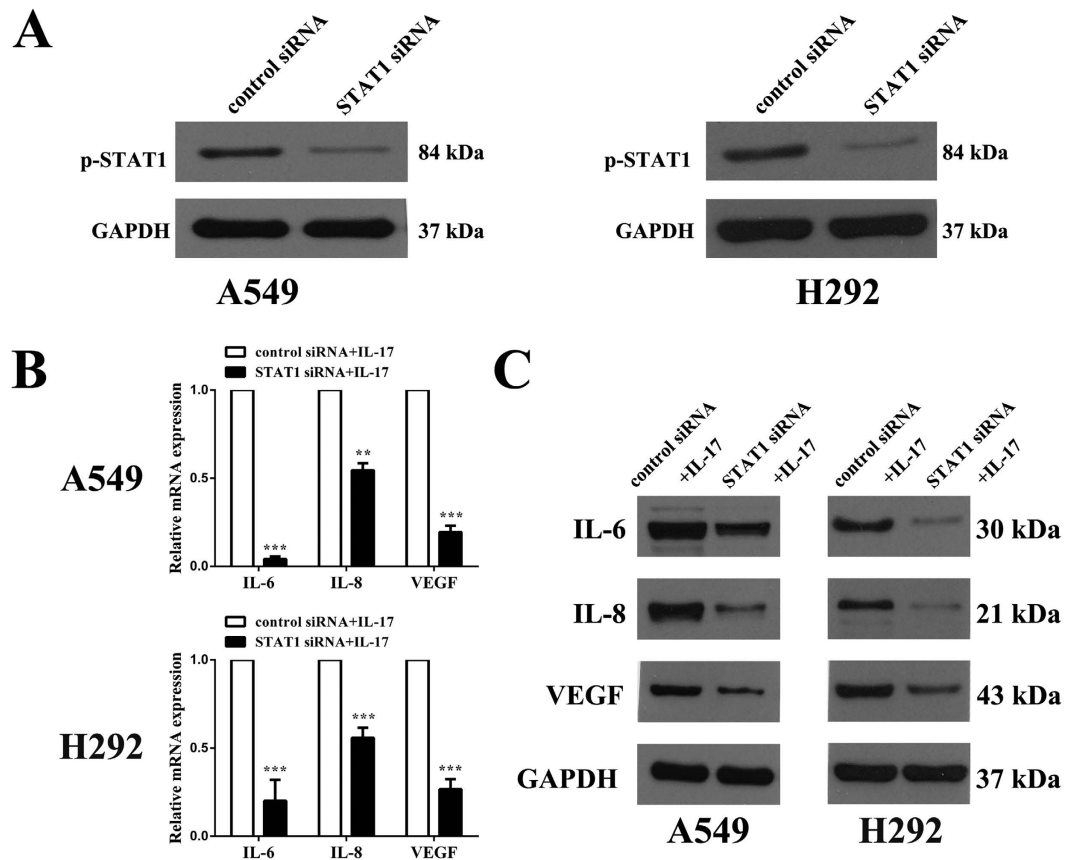 A
control siRNA
STAT1 siRNA
p-STAT1
84 kDa
GAPDH
37 kDa
A549
control siRNA
STAT1 siRNA
p-STAT1
84 kDa
GAPDH
37 kDa
H292
B
A549
control siRNA+IL-17
STAT1 siRNA+IL-17
Relative mRNA expression
1.0
0.5
0.0
***
**
***
IL-6
IL-8
VEGF
H292
control siRNA+IL-17
STAT1 siRNA+IL-17
Relative mRNA expression
1.0
0.5
0.0
***
***
***
IL-6
IL-8
VEGF
C
control siRNA
+IL-17
STAT1 siRNA
+IL-17
control siRNA
+IL-17
STAT1 siRNA
+IL-17
IL-6
30 kDa
IL-8
21 kDa
VEGF
43 kDa
GAPDH
37 kDa
A549
H292